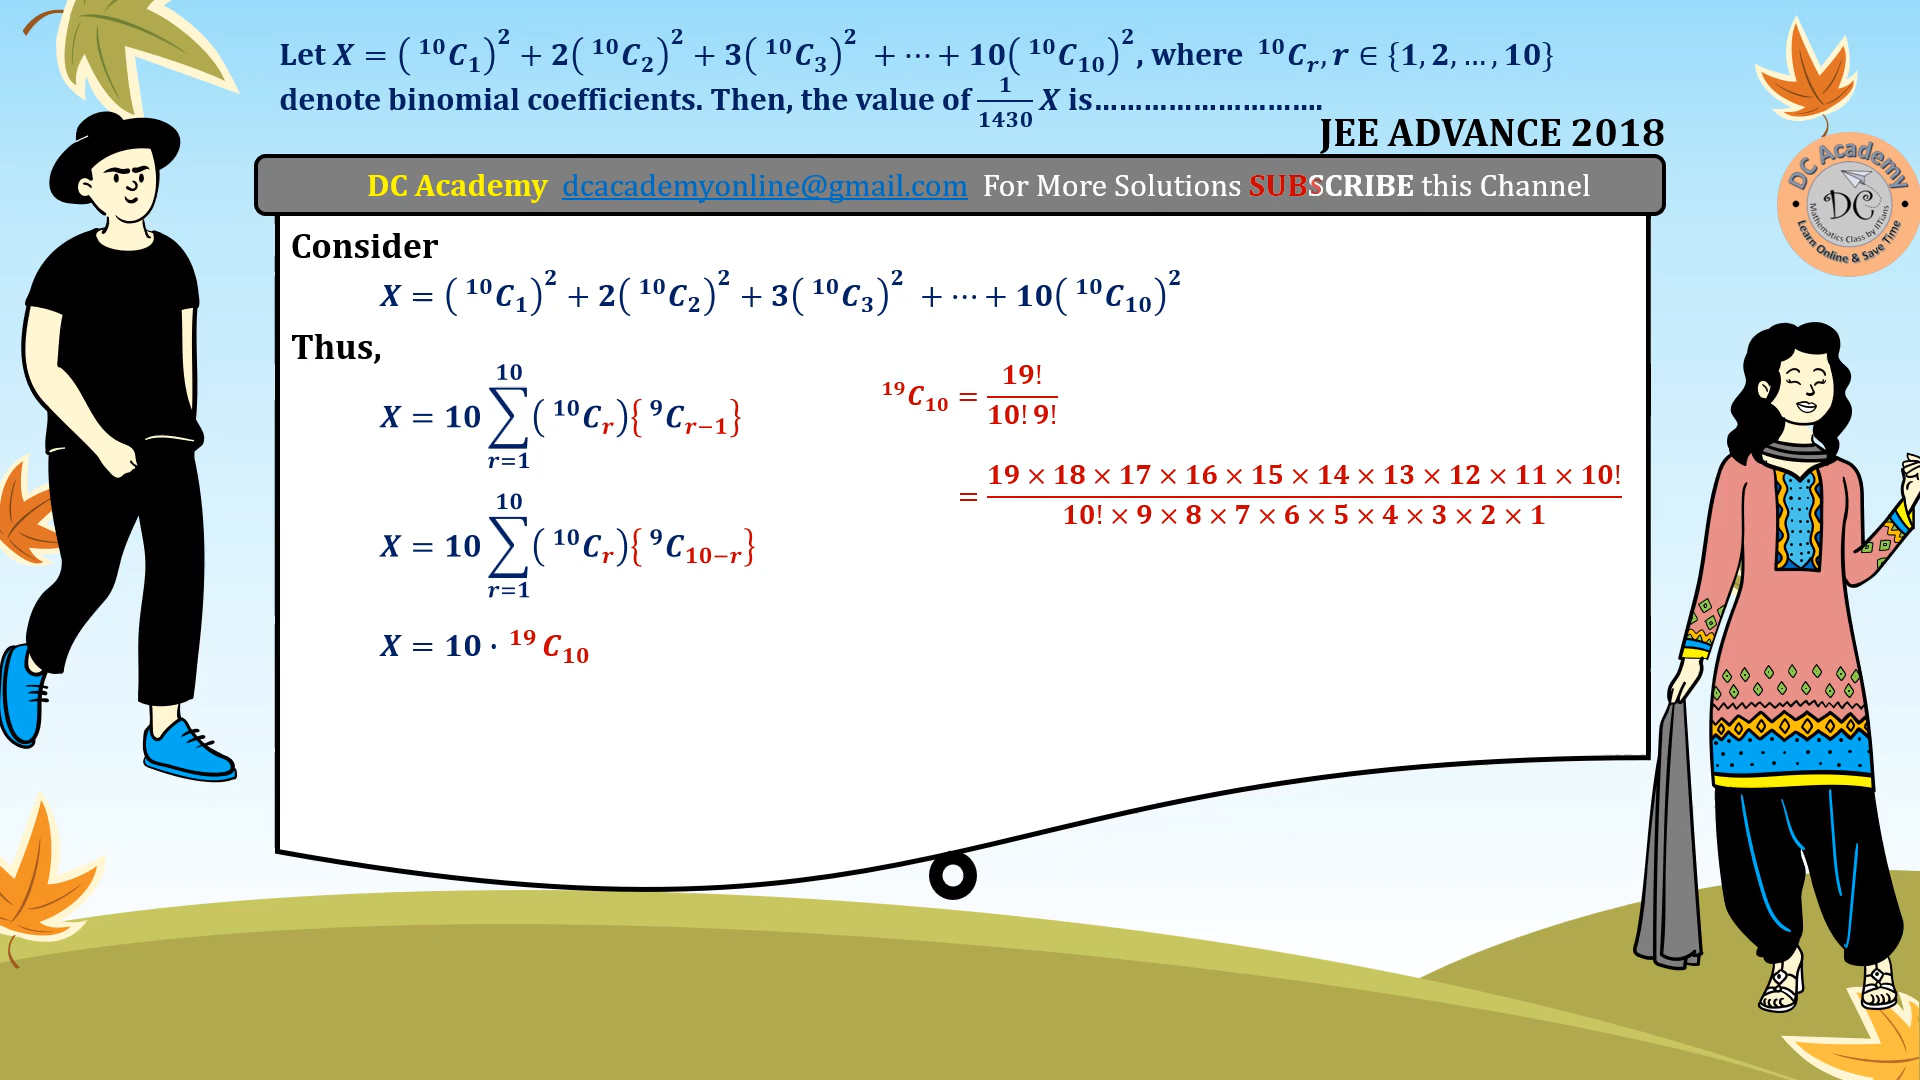 Let X = (¹⁰C₁)² + 2(¹⁰C₂)² + 3(¹⁰C₃)² + ⋯ + 10(¹⁰C₁₀)², where ¹⁰Cᵣ, r ∈ {1, 2, … , 10}
denote binomial coefficients. Then, the value of 1/1430 X is……………………….
JEE ADVANCE 2018
DC Academy dcacademyonline@gmail.com For More Solutions SUBSCRIBE this Channel
DC Academy
DC
Mathematics Class by IITians
Learn Online & Save Time
Consider
X = (¹⁰C₁)² + 2(¹⁰C₂)² + 3(¹⁰C₃)² + ⋯ + 10(¹⁰C₁₀)²
Thus,
X = 10 ∑_{r=1}^{10} (¹⁰Cᵣ){⁹Cᵣ₋₁}
X = 10 ∑_{r=1}^{10} (¹⁰Cᵣ){⁹C₁₀₋ᵣ}
X = 10 · ¹⁹C₁₀
¹⁹C₁₀ = 19!/(10! 9!)
= (19 × 18 × 17 × 16 × 15 × 14 × 13 × 12 × 11 × 10!)/(10! × 9 × 8 × 7 × 6 × 5 × 4 × 3 × 2 × 1)